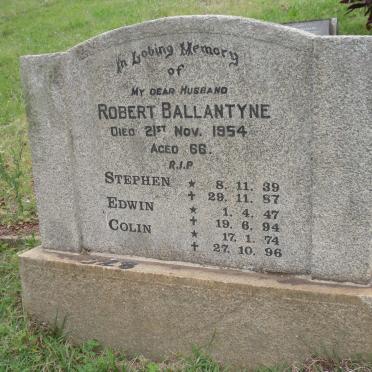 In Loving Memory
of
MY DEAR HUSBAND
ROBERT BALLANTYNE
DIED 21ST NOV. 1954
AGED 66.
R.I.P
STEPHEN ★ 8. 11. 39
✝ 29. 11. 87
EDWIN ★ 1. 4. 47
✝ 19. 6. 94
COLIN ★ 17. 1. 74
✝ 27. 10. 96